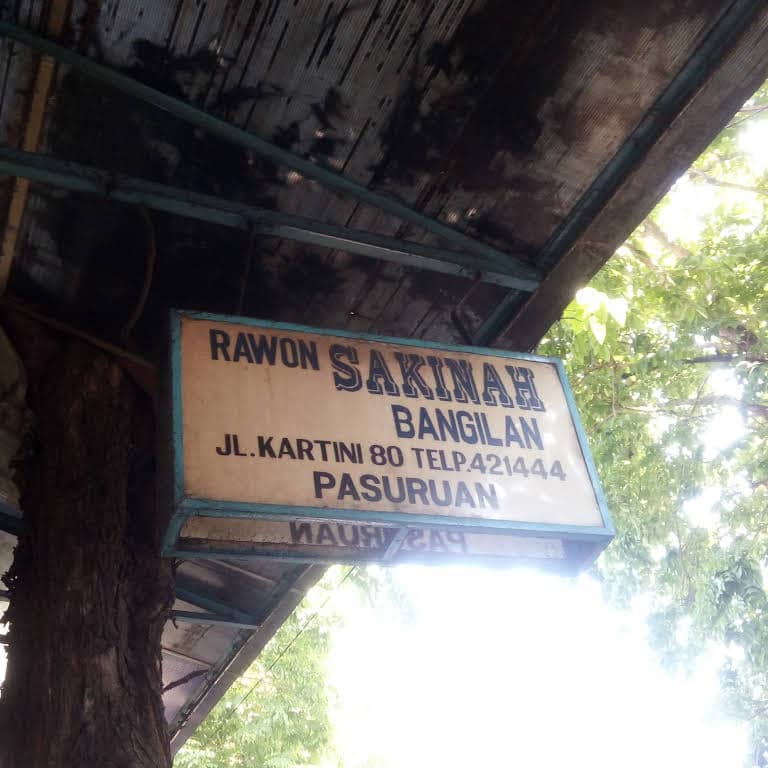 RAWON SAKINAH
BANGILAN
JL.KARTINI 80 TELP.421444
PASURUAN